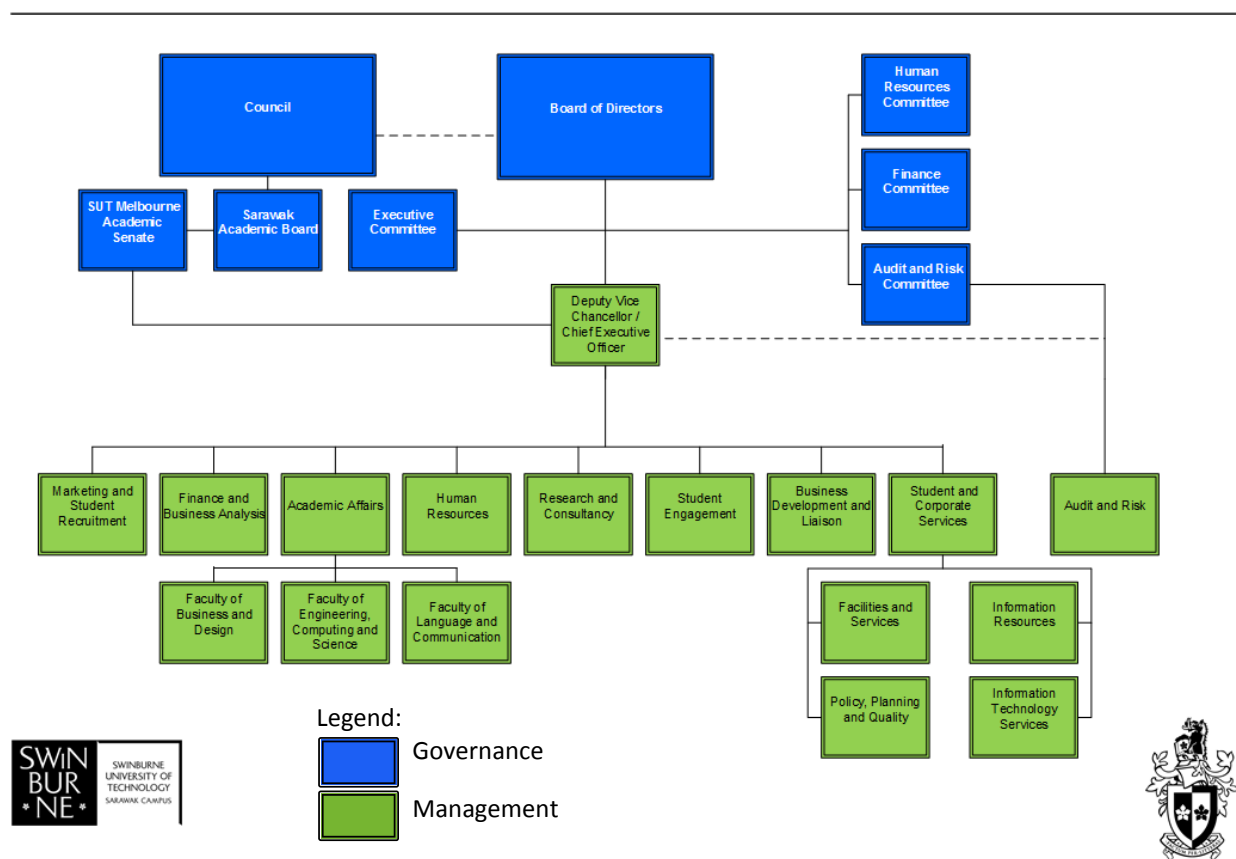 Council
Board of Directors
Human
Resources
Committee
Finance
Committee
SUT Melbourne
Academic
Senate
Sarawak
Academic Board
Executive
Committee
Audit and Risk
Committee
Deputy Vice
Chancellor /
Chief Executive
Officer
Marketing and
Student
Recruitment
Finance and
Business Analysis
Academic Affairs
Human
Resources
Research and
Consultancy
Student
Engagement
Business
Development and
Liaison
Student and
Corporate
Services
Audit and Risk
Faculty of
Business and
Design
Faculty of
Engineering,
Computing and
Science
Faculty of
Language and
Communication
Facilities and
Services
Information
Resources
Policy, Planning
and Quality
Information
Technology
Services
Legend:
Governance
Management
SWiN
BUR
* NE *
SWINBURNE
UNIVERSITY OF
TECHNOLOGY
SARAWAK CAMPUS